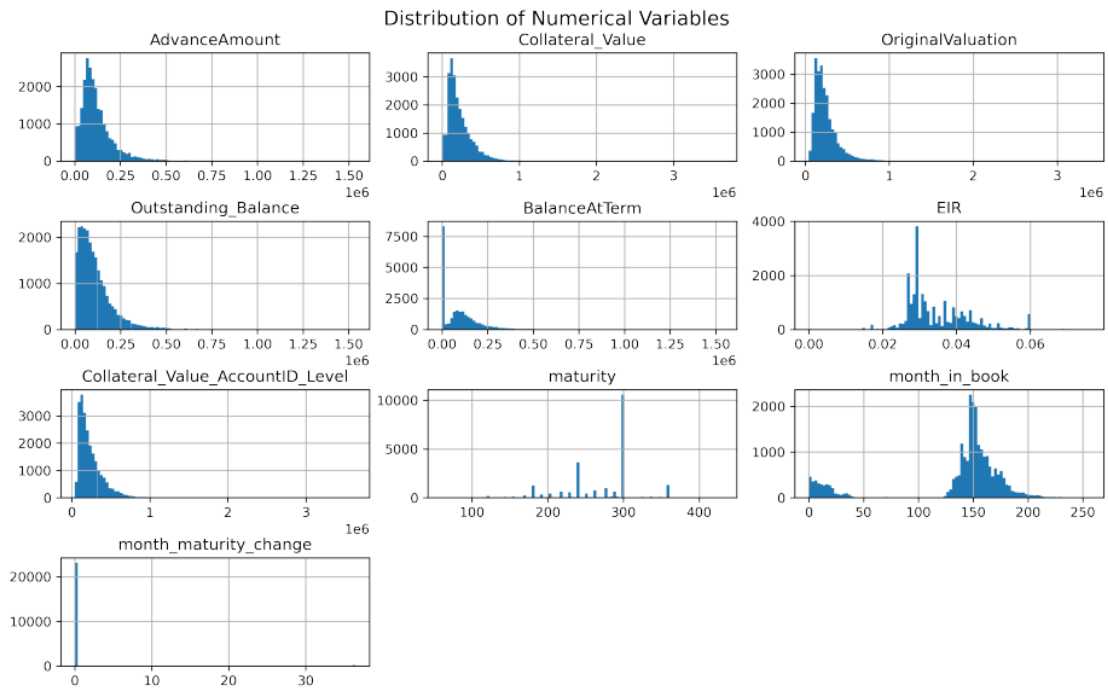 Distribution of Numerical Variables
AdvanceAmount
2000
1000
0
0.00 0.25 0.50 0.75 1.00 1.25 1.50
1e6
Collateral_Value
3000
2000
1000
0
0 1 2 3
1e6
OriginalValuation
3000
2000
1000
0
0 1 2 3
1e6
Outstanding_Balance
2000
1000
0
0.00 0.25 0.50 0.75 1.00 1.25 1.50
1e6
BalanceAtTerm
7500
5000
2500
0
0.00 0.25 0.50 0.75 1.00 1.25 1.50
1e6
EIR
4000
2000
0
0.00 0.02 0.04 0.06
Collateral_Value_AccountID_Level
3000
2000
1000
0
0 1 2 3
1e6
maturity
10000
5000
0
100 200 300 400
month_in_book
2000
1000
0
0 50 100 150 200 250
month_maturity_change
20000
10000
0
0 10 20 30